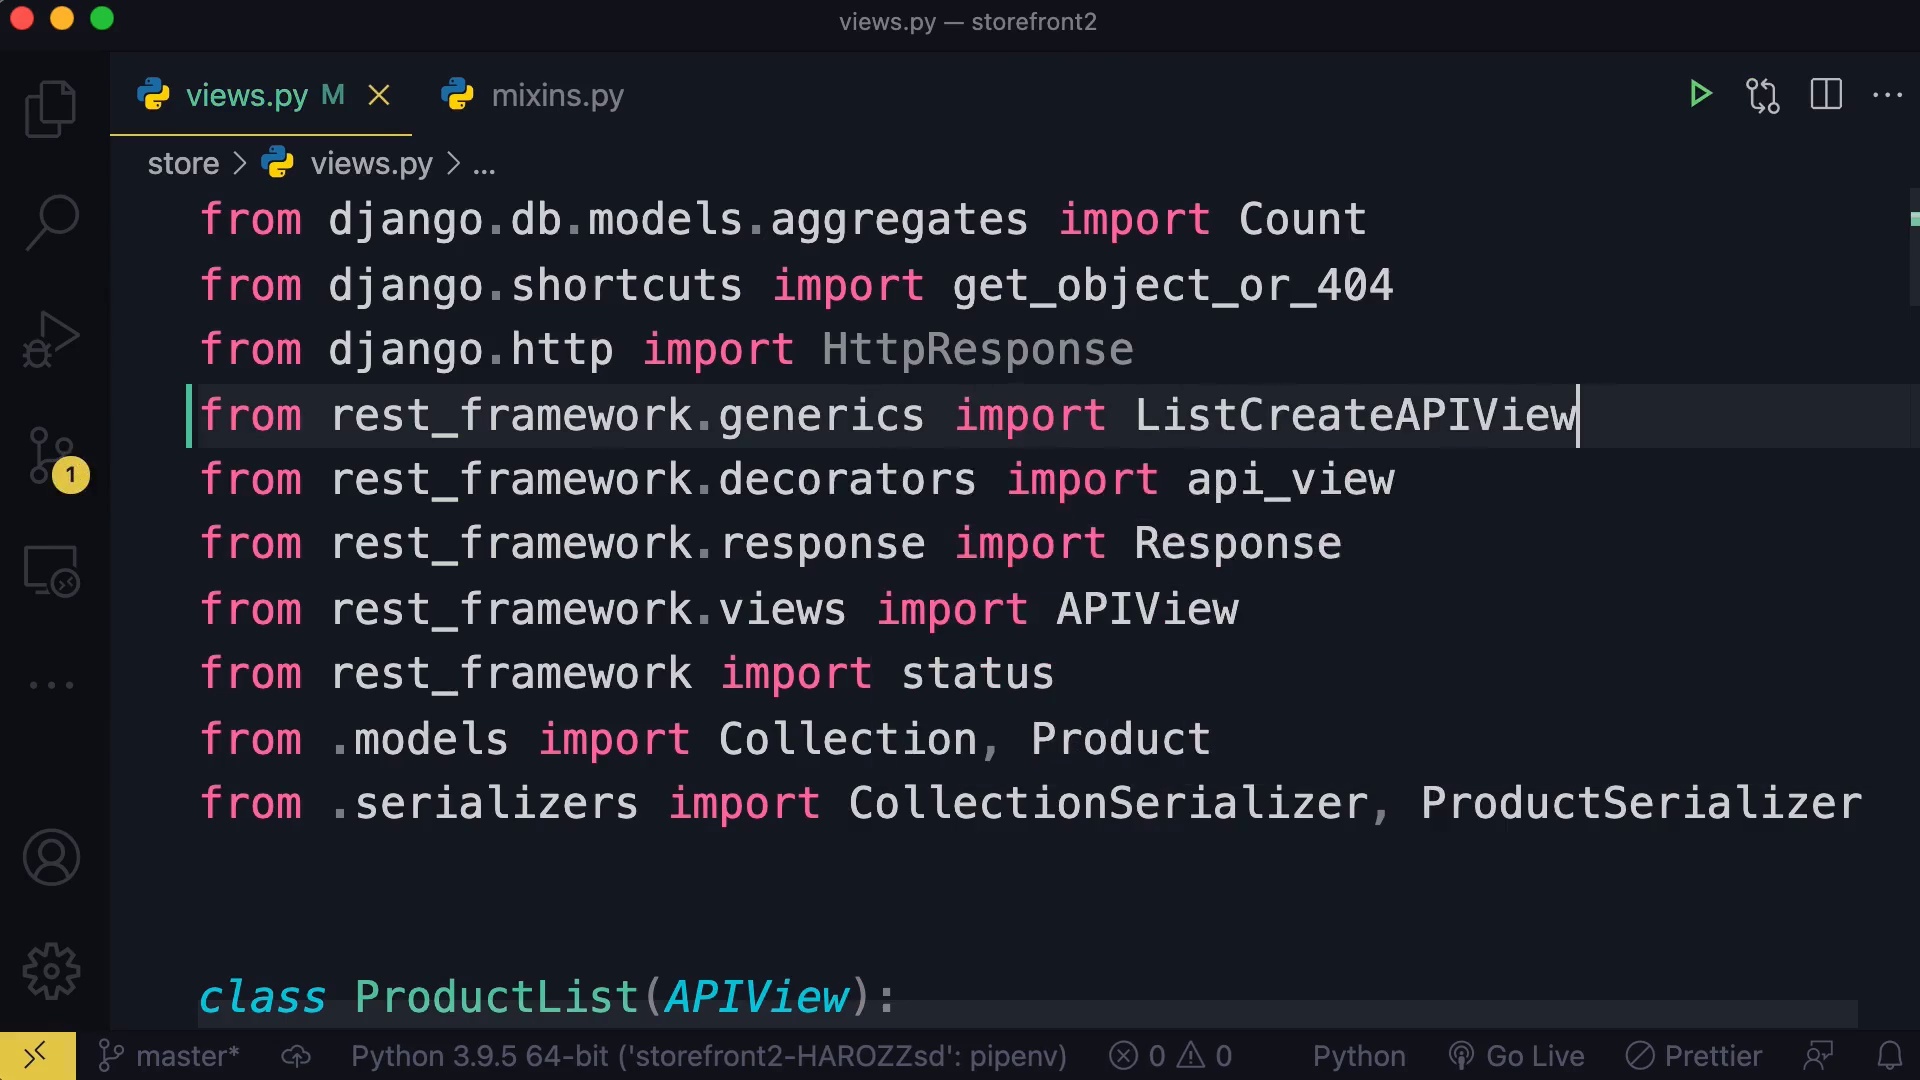 views.py — storefront2
views.py M
mixins.py
store > views.py > ...
from django.db.models.aggregates import Count
from django.shortcuts import get_object_or_404
from django.http import HttpResponse
from rest_framework.generics import ListCreateAPIView
from rest_framework.decorators import api_view
from rest_framework.response import Response
from rest_framework.views import APIView
from rest_framework import status
from .models import Collection, Product
from .serializers import CollectionSerializer, ProductSerializer
class ProductList(APIView):
1
master* Python 3.9.5 64-bit ('storefront2-HAROZZsd': pipenv) 0 0 Python Go Live Prettier